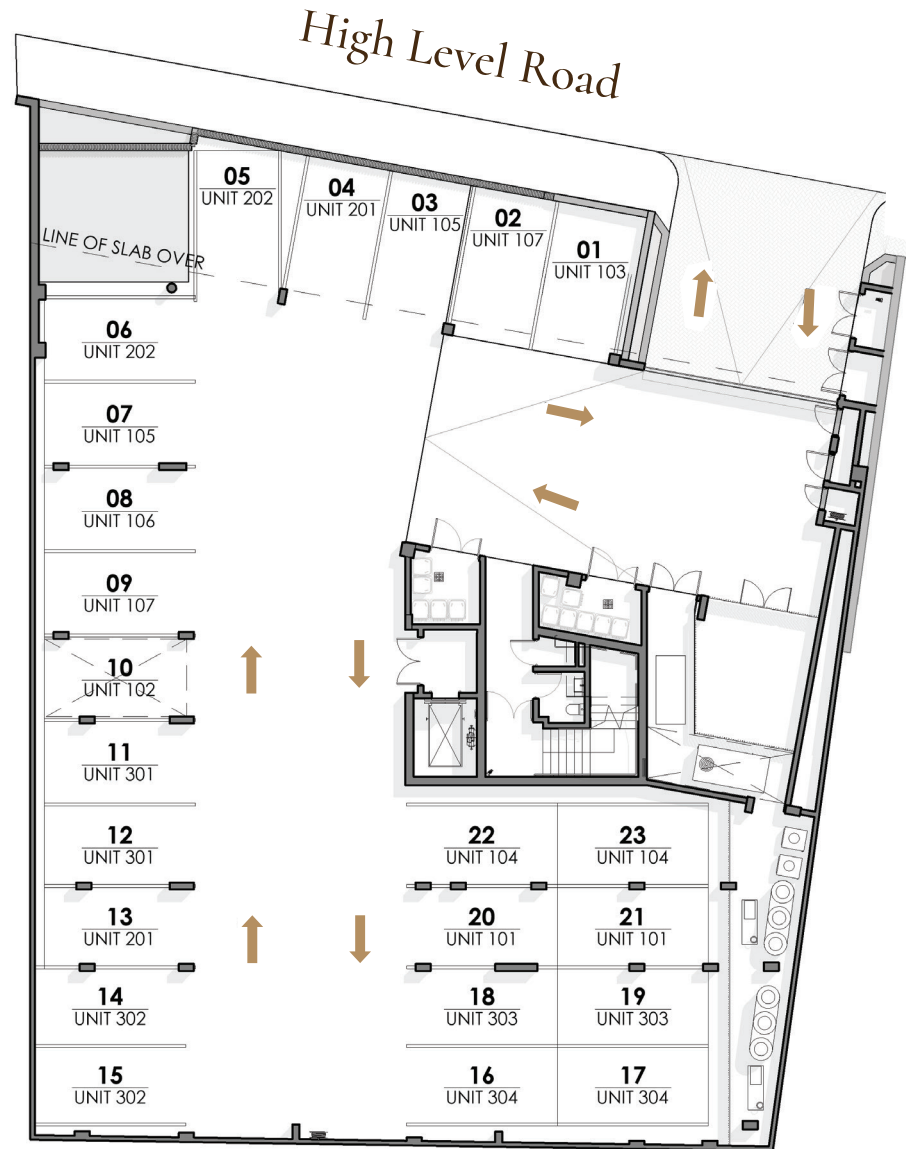 High Level Road
05
UNIT 202
04
UNIT 201
03
UNIT 105
02
UNIT 107
01
UNIT 103
LINE OF SLAB OVER
06
UNIT 202
07
UNIT 105
08
UNIT 106
09
UNIT 107
10
UNIT 102
11
UNIT 301
12
UNIT 301
13
UNIT 201
14
UNIT 302
15
UNIT 302
22
UNIT 104
23
UNIT 104
20
UNIT 101
21
UNIT 101
18
UNIT 303
19
UNIT 303
16
UNIT 304
17
UNIT 304